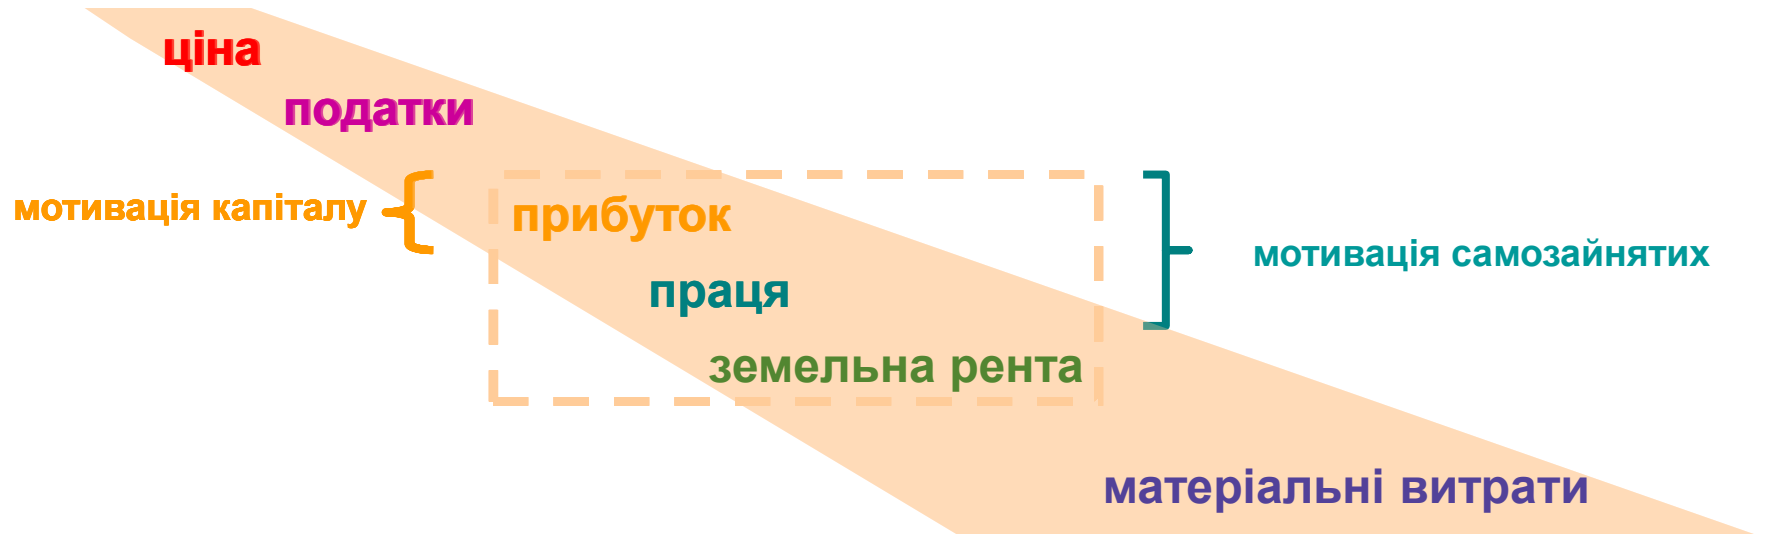 ціна
податки
мотивація капіталу
прибуток
мотивація самозайнятих
праця
земельна рента
матеріальні витрати